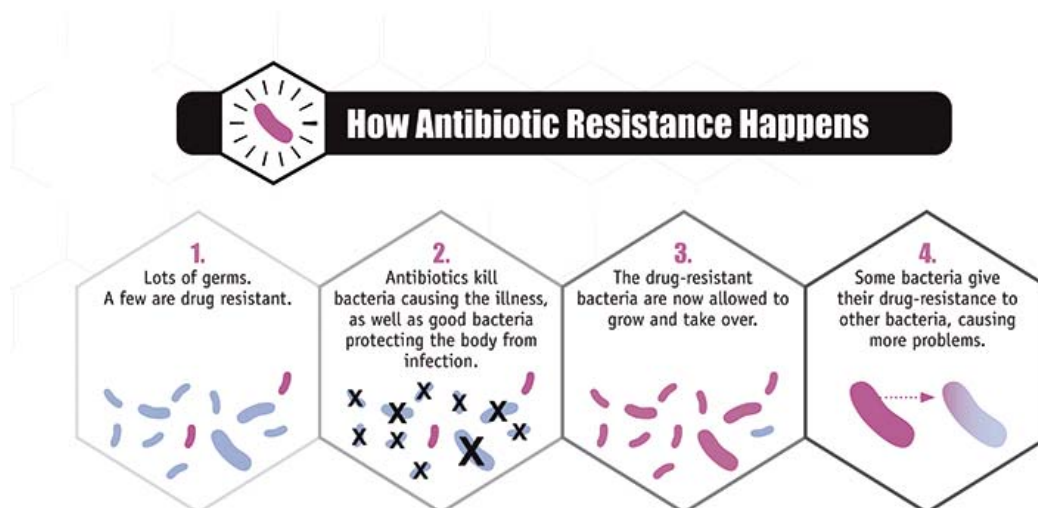 How Antibiotic Resistance Happens
1.
Lots of germs.
A few are drug resistant.
2.
Antibiotics kill
bacteria causing the illness,
as well as good bacteria
protecting the body from
infection.
X X X X X X X X X X
3.
The drug-resistant
bacteria are now allowed to
grow and take over.
4.
Some bacteria give
their drug-resistance to
other bacteria, causing
more problems.